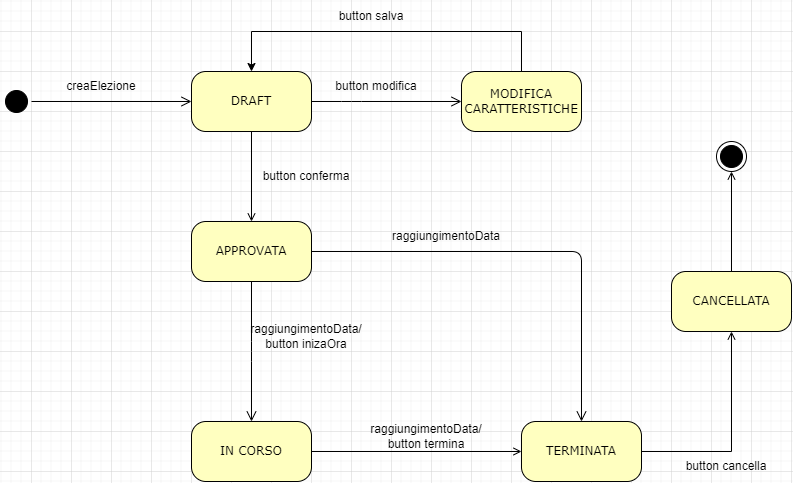 button salva
creaElezione
DRAFT
button modifica
MODIFICA
CARATTERISTICHE
button conferma
APPROVATA
raggiungimentoData
CANCELLATA
raggiungimentoData/
button inizaOra
IN CORSO
raggiungimentoData/
button termina
TERMINATA
button cancella